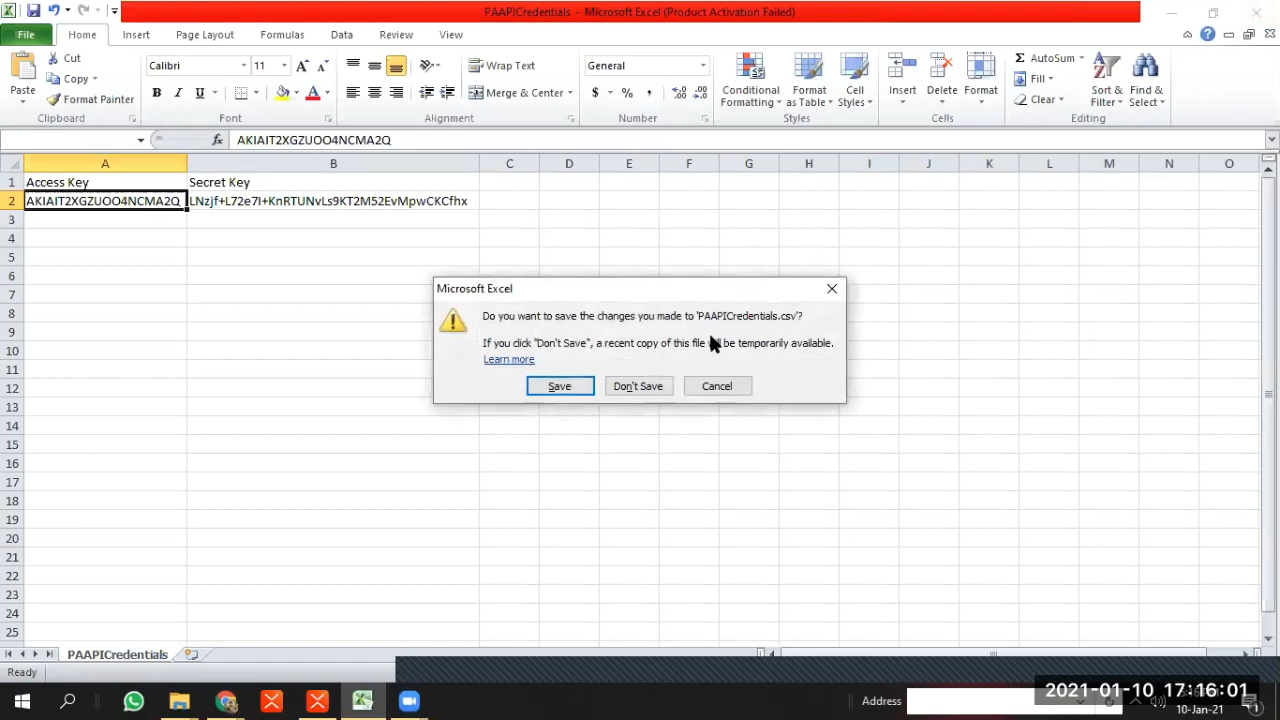 PAAPICredentials - Microsoft Excel (Product Activation Failed)
File Home Insert Page Layout Formulas Data Review View
Paste
Cut
Copy
Format Painter
Clipboard
Calibri 11
B I U
Font
Wrap Text
Merge & Center
Alignment
General
$ % ,
Number
Conditional Formatting
Format as Table
Cell Styles
Styles
Insert Delete Format
Cells
AutoSum
Fill
Clear
Sort & Filter
Find & Select
Editing
fx AKIAIT2XGZUOO4NCMA2Q
A B C D E F G H I J K L M N O
1 Access Key Secret Key
2 AKIAIT2XGZUOO4NCMA2Q 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
3
4
5
6
7
8
9
10
11
12
13
14
15
16
17
18
19
20
21
22
23
24
25
Microsoft Excel
Do you want to save the changes you made to 'PAAPICredentials.csv'?
If you click "Don't Save", a recent copy of this file will be temporarily available.
Learn more
Save Don't Save Cancel
PAAPICredentials
Ready
Address
2021-01-10 17:16:01
10-Jan-21